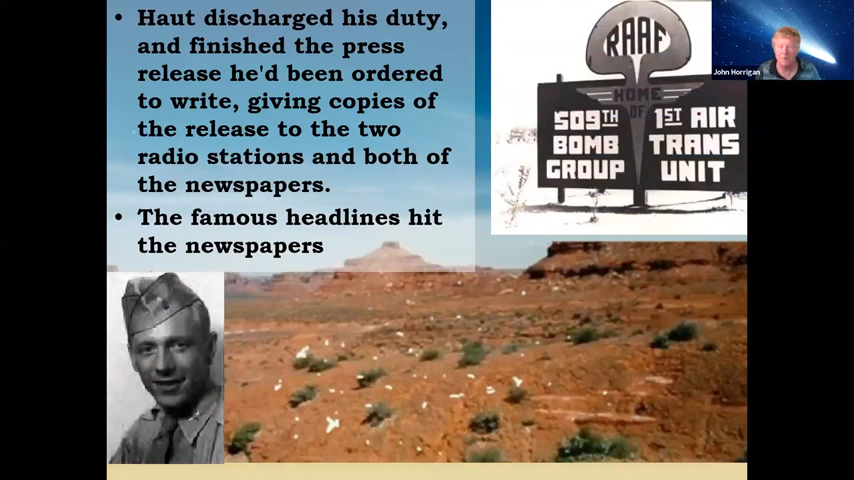 • Haut discharged his duty,
and finished the press
release he'd been ordered
to write, giving copies of
the release to the two
radio stations and both of
the newspapers.
• The famous headlines hit
the newspapers
RAAF
HOME
OF
509TH
BOMB
GROUP
1ST AIR
TRANS
UNIT
John Horrigan